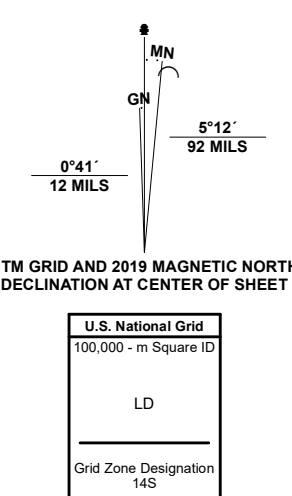 MN
GN
5°12´
92 MILS
0°41´
12 MILS
TM GRID AND 2019 MAGNETIC NORTH
DECLINATION AT CENTER OF SHEET
U.S. National Grid
100,000 - m Square ID
LD
Grid Zone Designation
14S